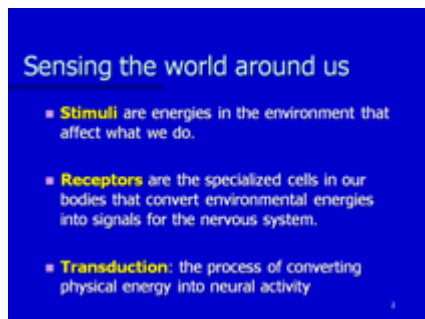 Sensing the world around us
Stimuli are energies in the environment that
affect what we do.
Receptors are the specialized cells in our
bodies that convert environmental energies
into signals for the nervous system.
Transduction: the process of converting
physical energy into neural activity